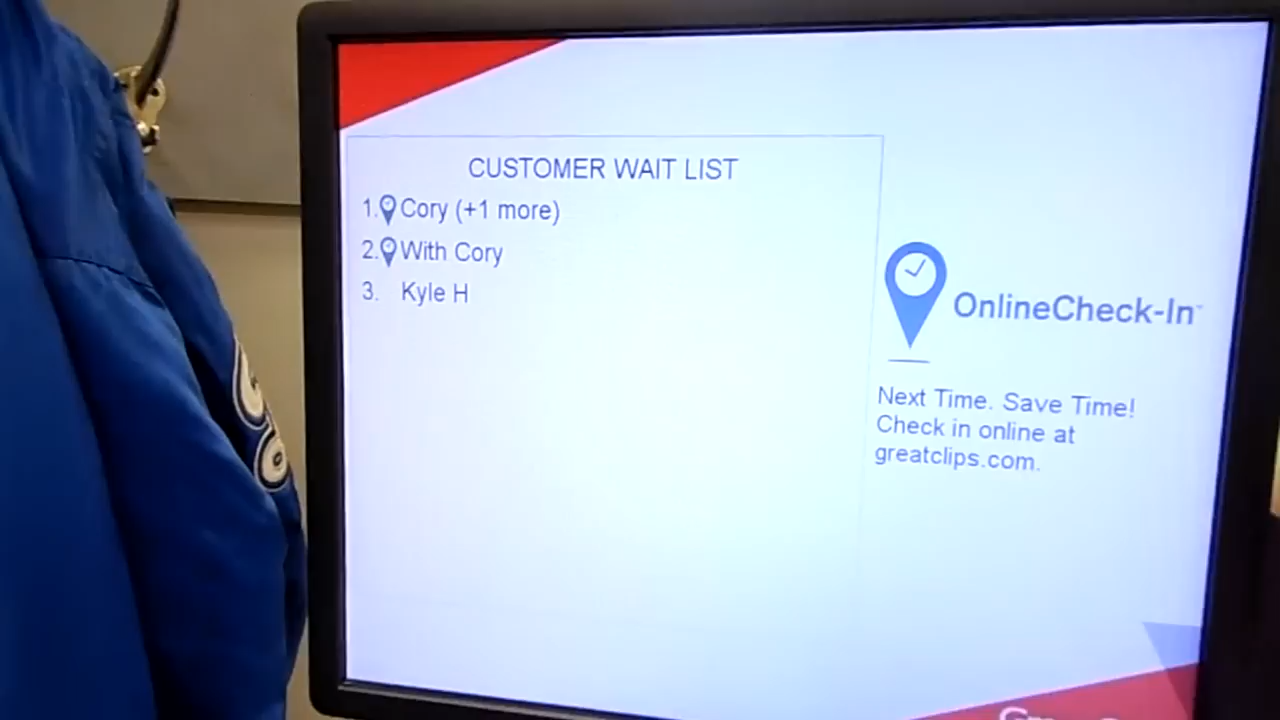 CUSTOMER WAIT LIST
1. Cory (+1 more)
2. With Cory
3. Kyle H
OnlineCheck-In
Next Time. Save Time!
Check in online at
greatclips.com.